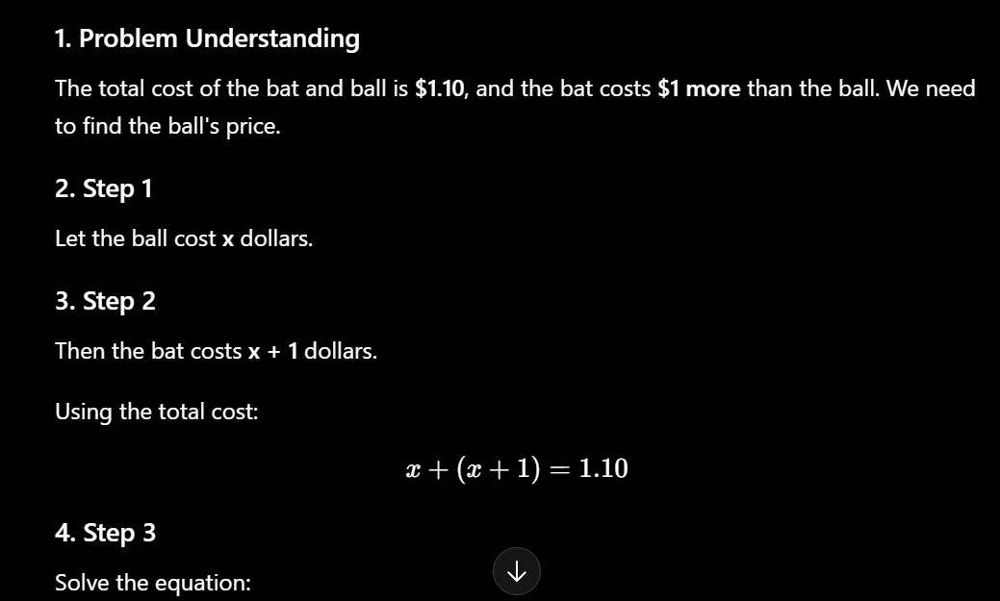 1. Problem Understanding
The total cost of the bat and ball is $1.10, and the bat costs $1 more than the ball. We need
to find the ball's price.
2. Step 1
Let the ball cost x dollars.
3. Step 2
Then the bat costs x + 1 dollars.
Using the total cost:
x + (x + 1) = 1.10
4. Step 3
Solve the equation: